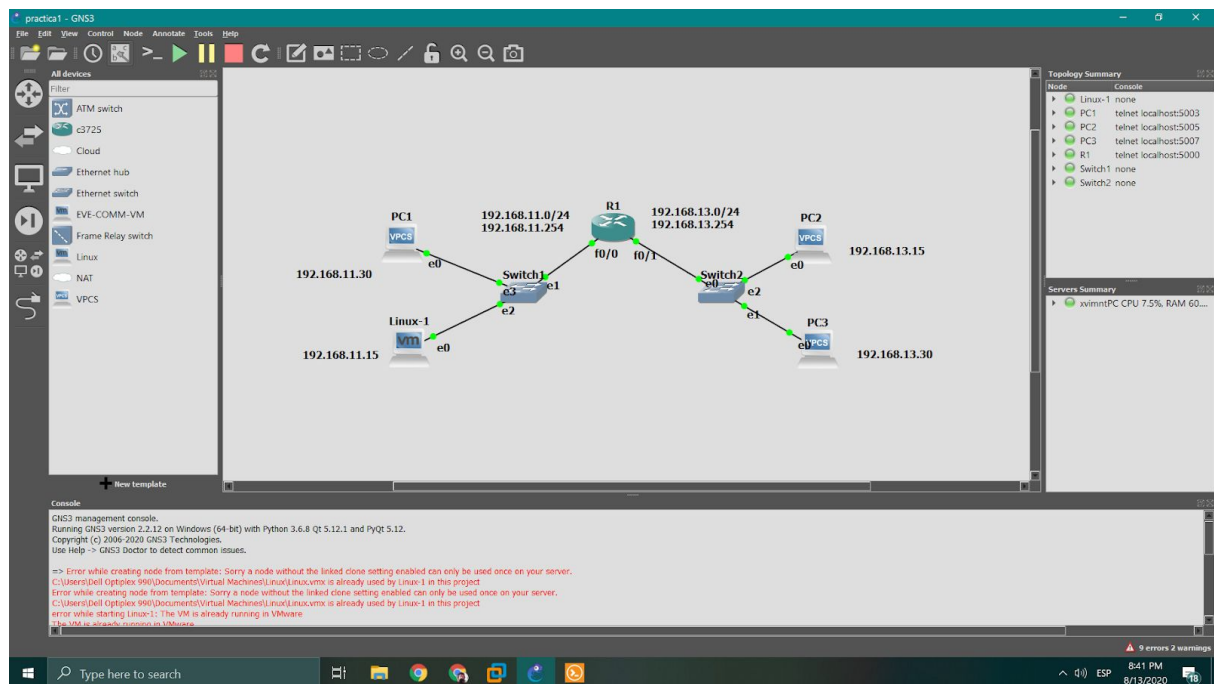 practica1 - GNS3
File Edit View Control Node Annotate Tools Help
All devices
Filter
ATM switch
c3725
Cloud
Ethernet hub
Ethernet switch
EVE-COMM-VM
Frame Relay switch
Linux
NAT
VPCS
New template
PC1
VPCS
e0
192.168.11.30
192.168.11.0/24
192.168.11.254
R1
f0/0 f0/1
192.168.13.0/24
192.168.13.254
PC2
VPCS
e0
192.168.13.15
Switch1
e3
e1
e2
Switch2
e0
e2
e1
Linux-1
vm
e0
192.168.11.15
PC3
e0
VPCS
192.168.13.30
Topology Summary
Node Console
Linux-1 none
PC1 telnet localhost:5003
PC2 telnet localhost:5005
PC3 telnet localhost:5007
R1 telnet localhost:5000
Switch1 none
Switch2 none
Servers Summary
xvimntPC CPU 7.5%, RAM 60....
Console
GNS3 management console.
Running GNS3 version 2.2.12 on Windows (64-bit) with Python 3.6.8 Qt 5.12.1 and PyQt 5.12.
Copyright (c) 2006-2020 GNS3 Technologies.
Use Help -> GNS3 Doctor to detect common issues.
=> Error while creating node from template: Sorry a node without the linked clone setting enabled can only be used once on your server.
C:\Users\Dell Optiplex 990\Documents\Virtual Machines\Linux\Linux.vmx is already used by Linux-1 in this project
Error while creating node from template: Sorry a node without the linked clone setting enabled can only be used once on your server.
C:\Users\Dell Optiplex 990\Documents\Virtual Machines\Linux\Linux.vmx is already used by Linux-1 in this project
error while starting Linux-1: The VM is already running in VMware
The VM is already running in VMware
9 errors 2 warnings
Type here to search
ESP
8:41 PM
8/13/2020
18